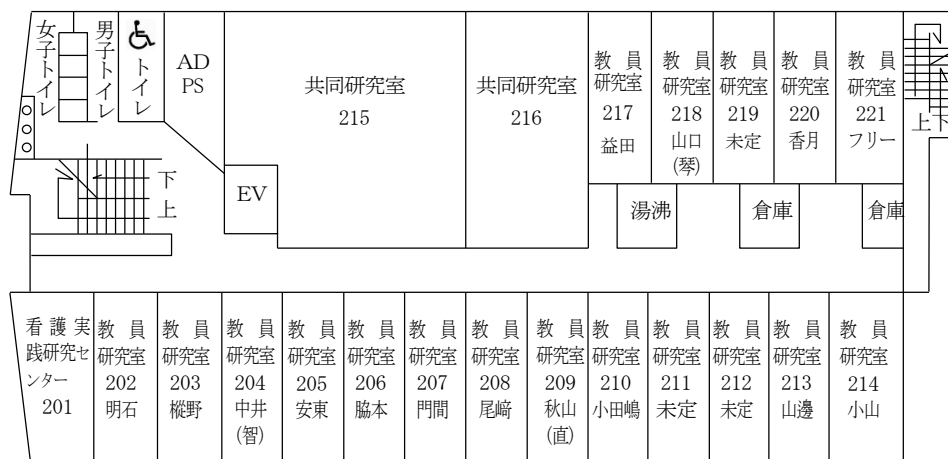 女子トイレ
男子トイレ
トイレ
AD
PS
共同研究室
215
共同研究室
216
教 員
研究室
217
益田
教 員
研究室
218
山口
(琴)
教 員
研究室
219
未定
教 員
研究室
220
香月
教 員
研究室
221
フリー
上下
下
上
EV
湯沸
倉庫
倉庫
看 護 実
践研究セ
ンター
201
教 員
研究室
202
明石
教 員
研究室
203
樅野
教 員
研究室
204
中井
(智)
教 員
研究室
205
安東
教 員
研究室
206
脇本
教 員
研究室
207
門間
教 員
研究室
208
尾﨑
教 員
研究室
209
秋山
(直)
教 員
研究室
210
小田嶋
教 員
研究室
211
未定
教 員
研究室
212
未定
教 員
研究室
213
山邊
教 員
研究室
214
小山